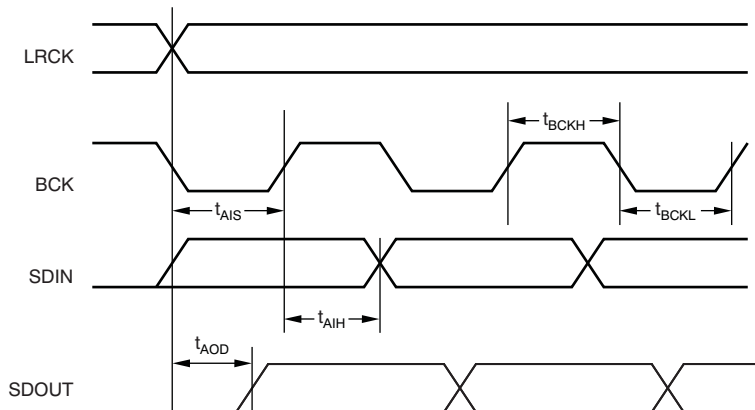 LRCK
tBCKH
BCK
tAIS
tBCKL
SDIN
tAIH
tAOD
SDOUT